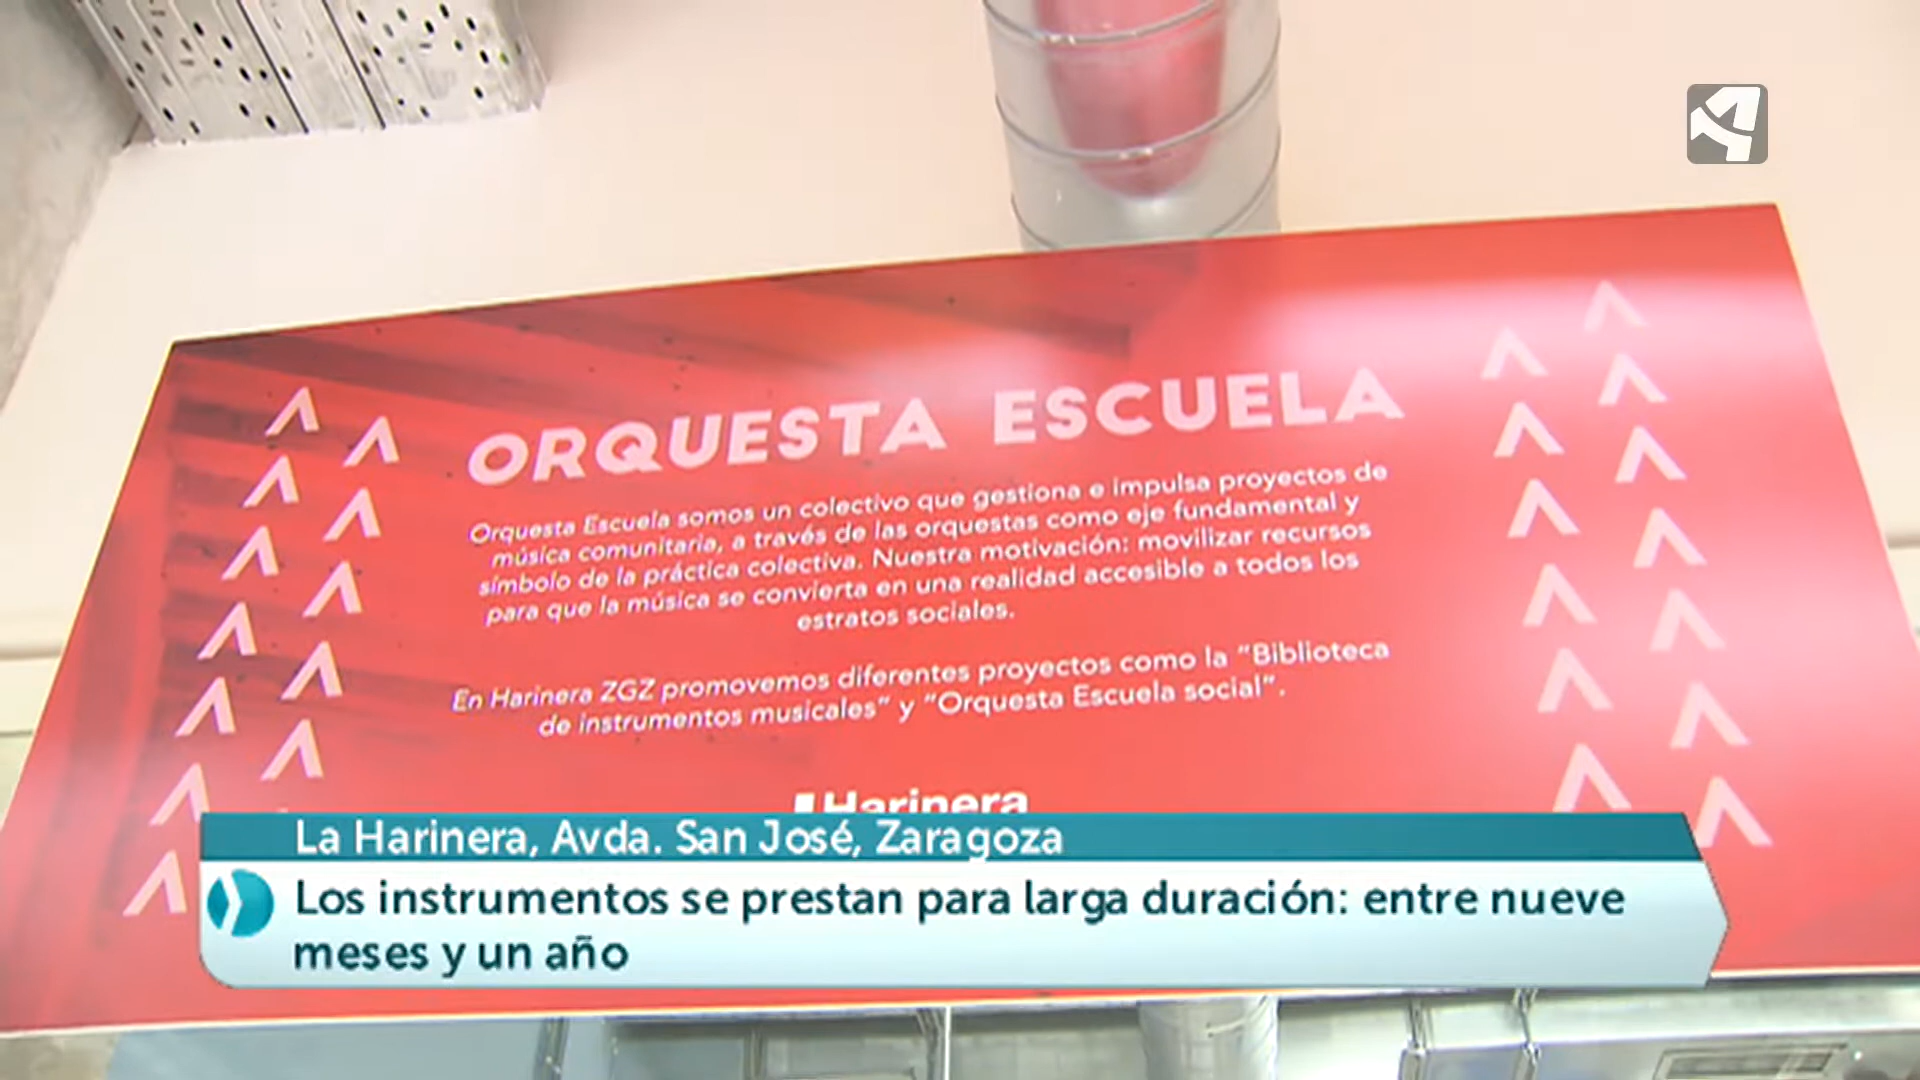 ORQUESTA ESCUELA
Orquesta Escuela somos un colectivo que gestiona e impulsa proyectos de
música comunitaria, a través de las orquestas como eje fundamental y
símbolo de la práctica colectiva. Nuestra motivación: movilizar recursos
para que la música se convierta en una realidad accesible a todos los
estratos sociales.
En Harinera ZGZ promovemos diferentes proyectos como la "Biblioteca
de instrumentos musicales" y "Orquesta Escuela social".
Harinera
La Harinera, Avda. San José, Zaragoza
Los instrumentos se prestan para larga duración: entre nueve
meses y un año